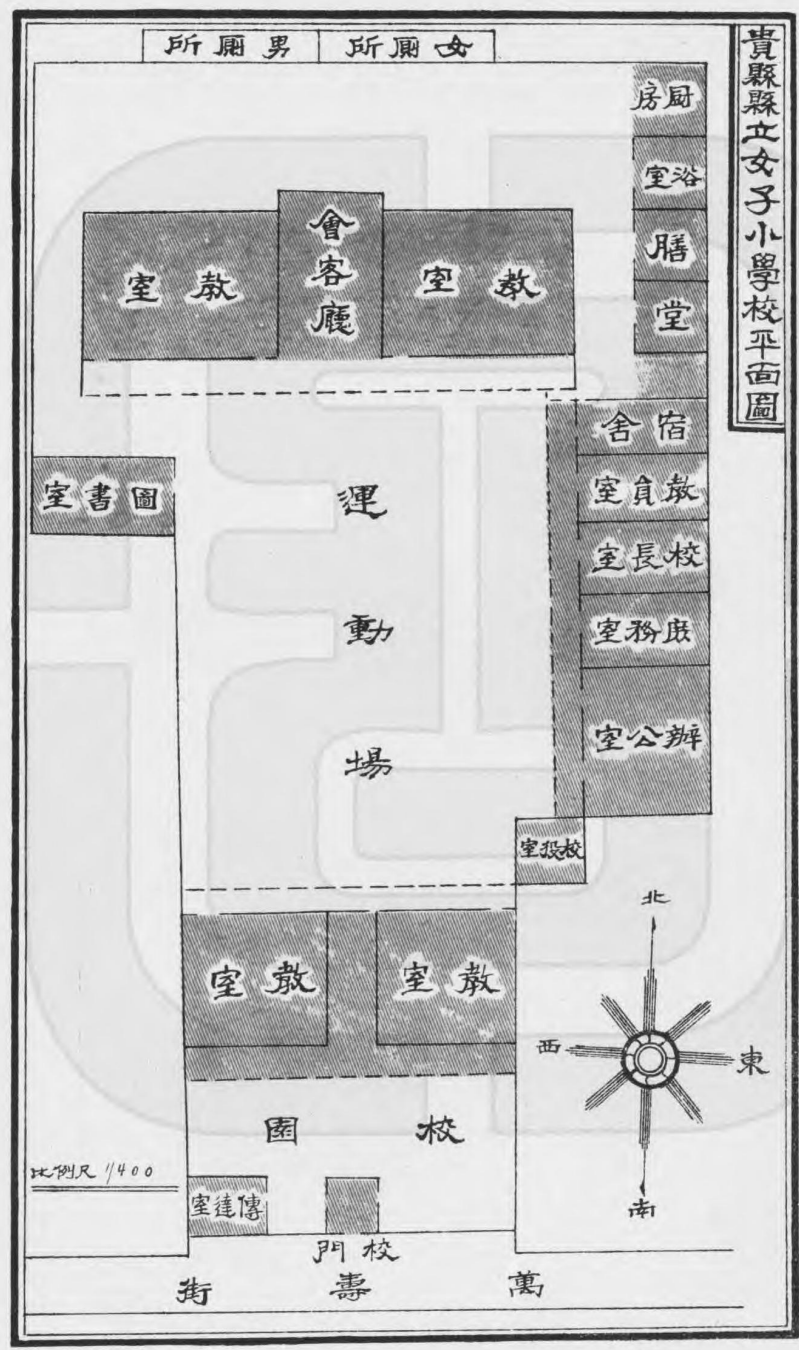 貴縣縣立女子小學校平面圖
女廁所
男廁所
廚房
浴室
膳堂
會客廳
教室
教室
宿舍
教員室
校長室
庶務室
辦公室
圖書室
運動場
校役室
教室
教室
校園
傳達室
校門
萬壽街
比例尺 1/400
北
東
西
南